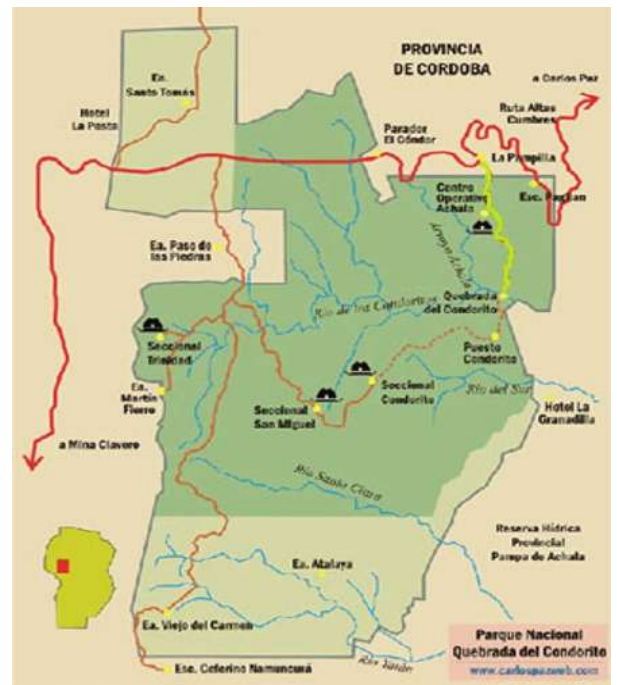 PROVINCIA
DE CORDOBA
Ea.
Santo Tomás
a Carlos Paz
Ruta Altas
Cumbres
Hotel
La Posta
Parador
El Cóndor
La Pampilla
Centro
Operativo
Achala
Esc. Pagliari
Arroyo Achala
Ea. Paso de
las Piedras
Río de los Condoritos
Quebrada
del Condorito
Seccional
Trinidad
Puesto
Condorito
Ea.
Martín
Fierro
Seccional
Condorito
Río del Sur
Seccional
San Miguel
Hotel La
Granadilla
a Mina Clavero
Río Santa Clara
Reserva Hídrica
Provincial
Pampa de Achala
Ea. Atalaya
Ea. Viejo del Carmen
Río Yatán
Esc. Ceferino Namuncurá
Parque Nacional
Quebrada del Condorito
www.carlospazweb.com